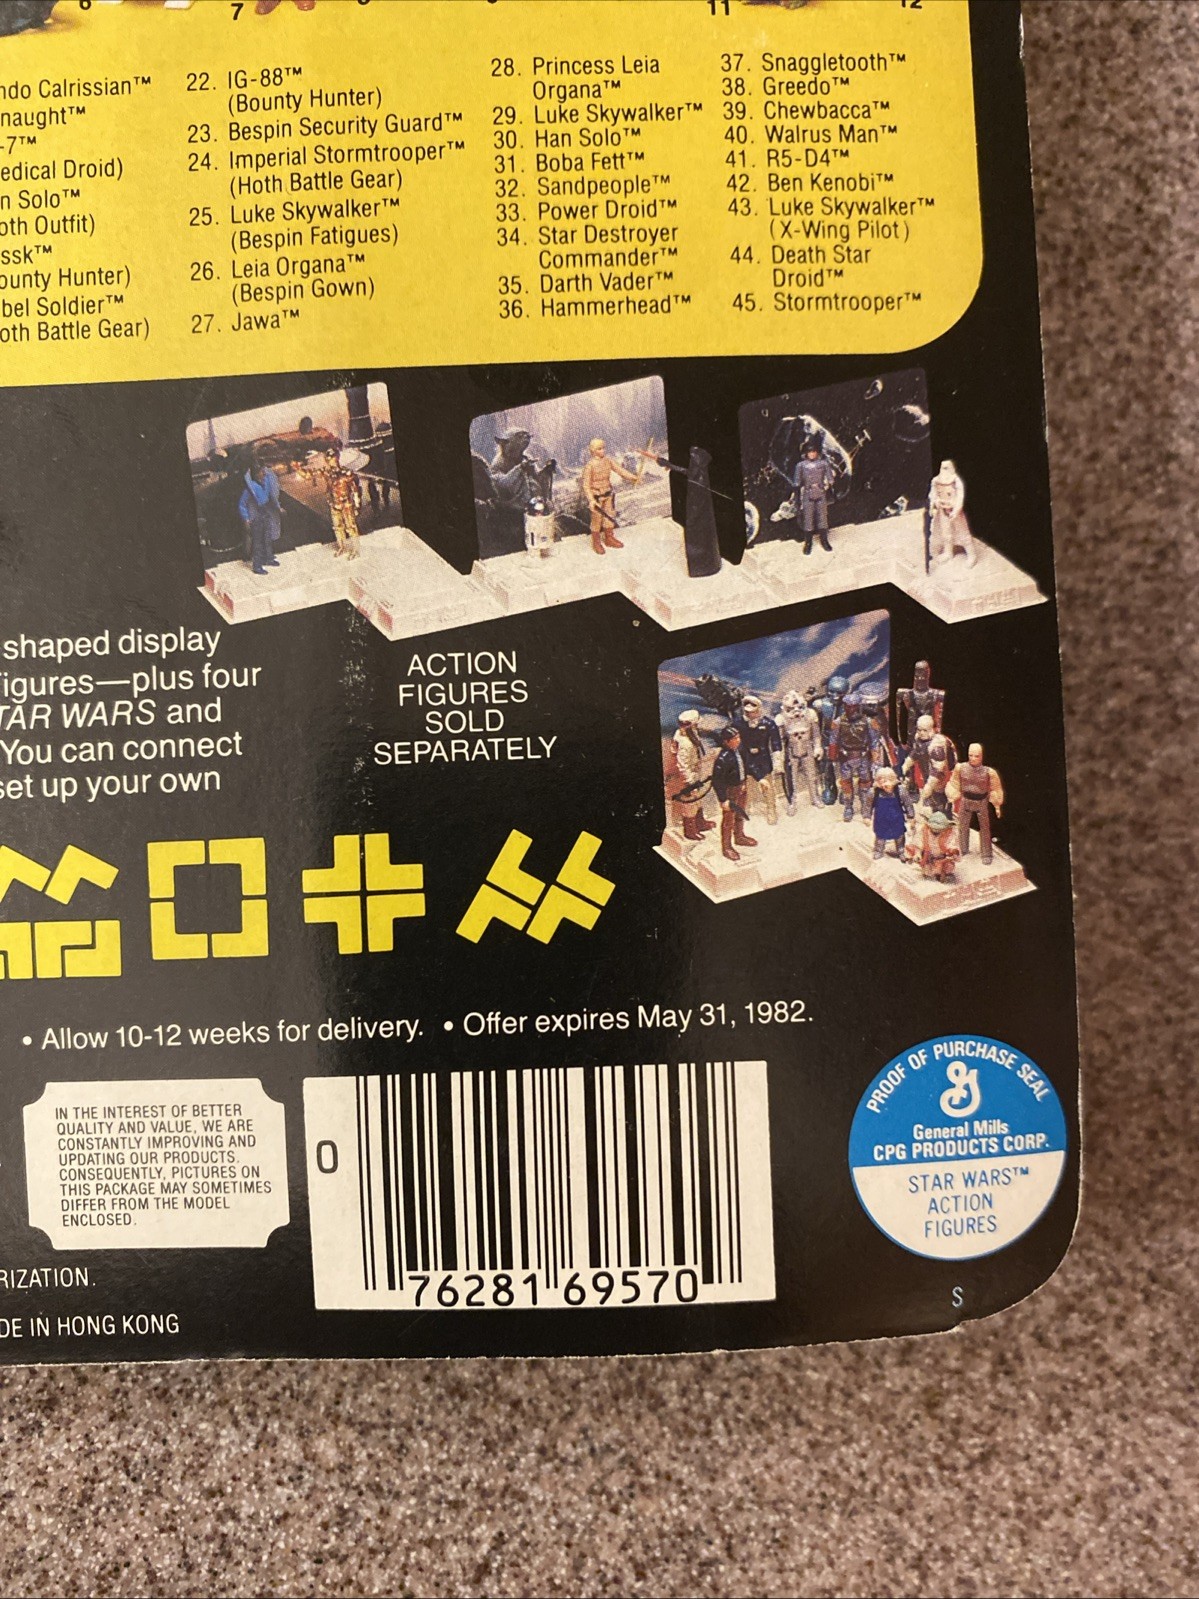 7
11
12
ndo Calrissian™
naught™
-7™
edical Droid)
n Solo™
oth Outfit)
ssk™
ounty Hunter)
bel Soldier™
oth Battle Gear)
22. IG-88™
(Bounty Hunter)
23. Bespin Security Guard™
24. Imperial Stormtrooper™
(Hoth Battle Gear)
25. Luke Skywalker™
(Bespin Fatigues)
26. Leia Organa™
(Bespin Gown)
27. Jawa™
28. Princess Leia
Organa™
29. Luke Skywalker™
30. Han Solo™
31. Boba Fett™
32. Sandpeople™
33. Power Droid™
34. Star Destroyer
Commander™
35. Darth Vader™
36. Hammerhead™
37. Snaggletooth™
38. Greedo™
39. Chewbacca™
40. Walrus Man™
41. R5-D4™
42. Ben Kenobi™
43. Luke Skywalker™
(X-Wing Pilot)
44. Death Star
Droid™
45. Stormtrooper™
shaped display
igures—plus four
TAR WARS and
You can connect
set up your own
ACTION
FIGURES
SOLD
SEPARATELY
• Allow 10-12 weeks for delivery. • Offer expires May 31, 1982.
IN THE INTEREST OF BETTER
QUALITY AND VALUE, WE ARE
CONSTANTLY IMPROVING AND
UPDATING OUR PRODUCTS.
CONSEQUENTLY, PICTURES ON
THIS PACKAGE MAY SOMETIMES
DIFFER FROM THE MODEL
ENCLOSED.
0
76281 69570
PROOF OF PURCHASE SEAL
G
General Mills
CPG PRODUCTS CORP.
STAR WARS™
ACTION
FIGURES
S
RIZATION.
DE IN HONG KONG